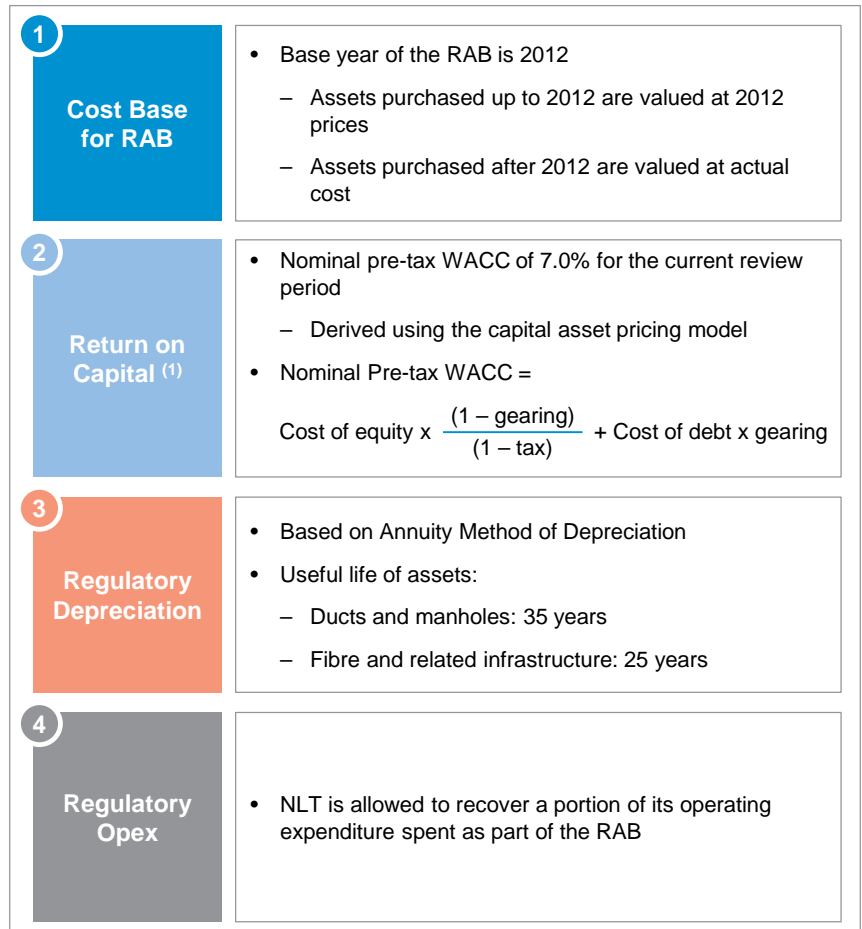 1
Cost Base
for RAB
• Base year of the RAB is 2012
– Assets purchased up to 2012 are valued at 2012
prices
– Assets purchased after 2012 are valued at actual
cost
2
Return on
Capital (1)
• Nominal pre-tax WACC of 7.0% for the current review
period
– Derived using the capital asset pricing model
• Nominal Pre-tax WACC =
Cost of equity x (1 – gearing) / (1 – tax) + Cost of debt x gearing
3
Regulatory
Depreciation
• Based on Annuity Method of Depreciation
• Useful life of assets:
– Ducts and manholes: 35 years
– Fibre and related infrastructure: 25 years
4
Regulatory
Opex
• NLT is allowed to recover a portion of its operating
expenditure spent as part of the RAB